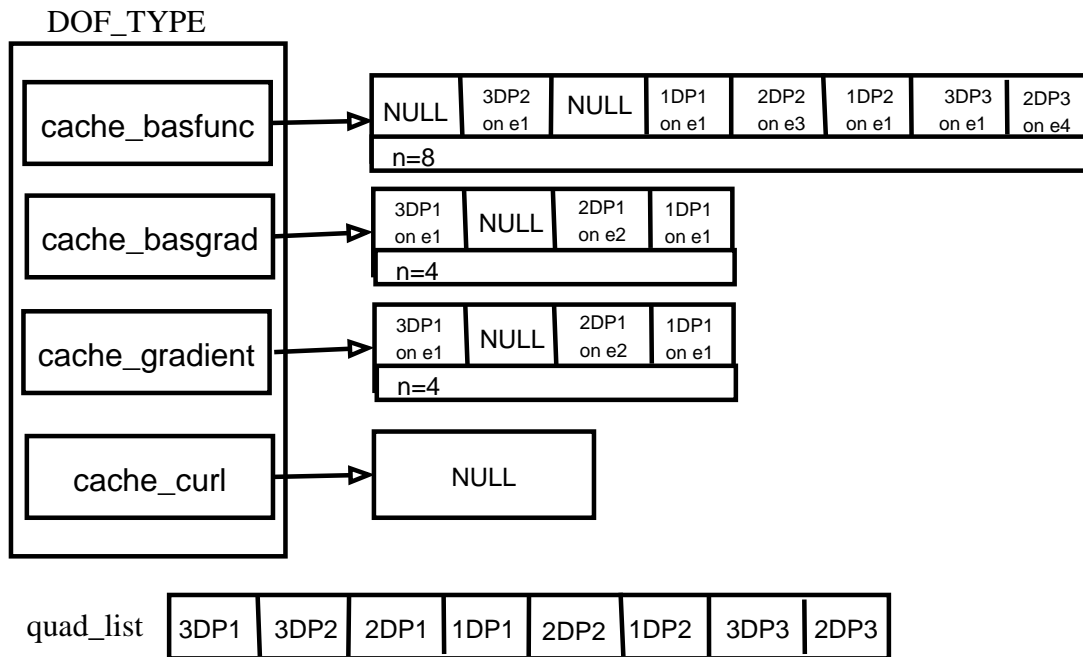 DOF_TYPE
cache_basfunc
NULL 3DP2 on e1 NULL 1DP1 on e1 2DP2 on e3 1DP2 on e1 3DP3 on e1 2DP3 on e4
n=8
cache_basgrad
3DP1 on e1 NULL 2DP1 on e2 1DP1 on e1
n=4
cache_gradient
3DP1 on e1 NULL 2DP1 on e2 1DP1 on e1
n=4
cache_curl
NULL
quad_list 3DP1 3DP2 2DP1 1DP1 2DP2 1DP2 3DP3 2DP3